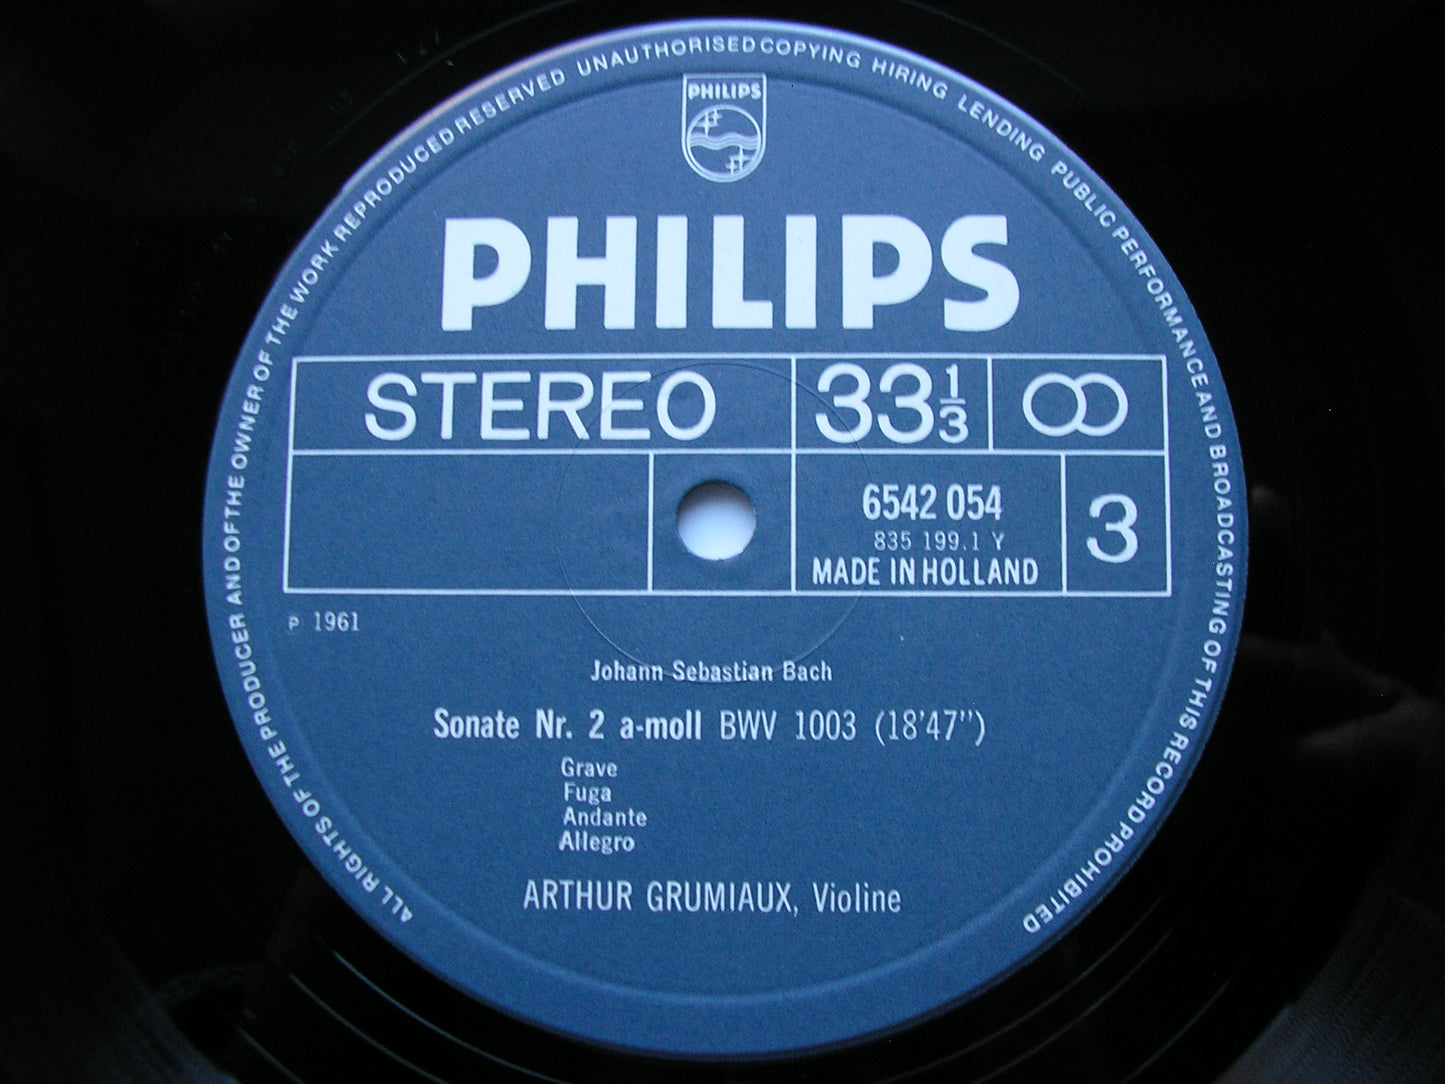 ALL RIGHTS OF THE PRODUCER AND OF THE OWNER OF THE WORK REPRODUCED RESERVED UNAUTHORISED COPYING HIRING LENDING PUBLIC PERFORMANCE AND BROADCASTING OF THIS RECORD PROHIBITED
PHILIPS
PHILIPS
STEREO 33 1/3
6542 054
835 199.1 Y
MADE IN HOLLAND
3
P 1961
Johann Sebastian Bach
Sonate Nr. 2 a-moll BWV 1003 (18'47")
Grave
Fuga
Andante
Allegro
ARTHUR GRUMIAUX, Violine